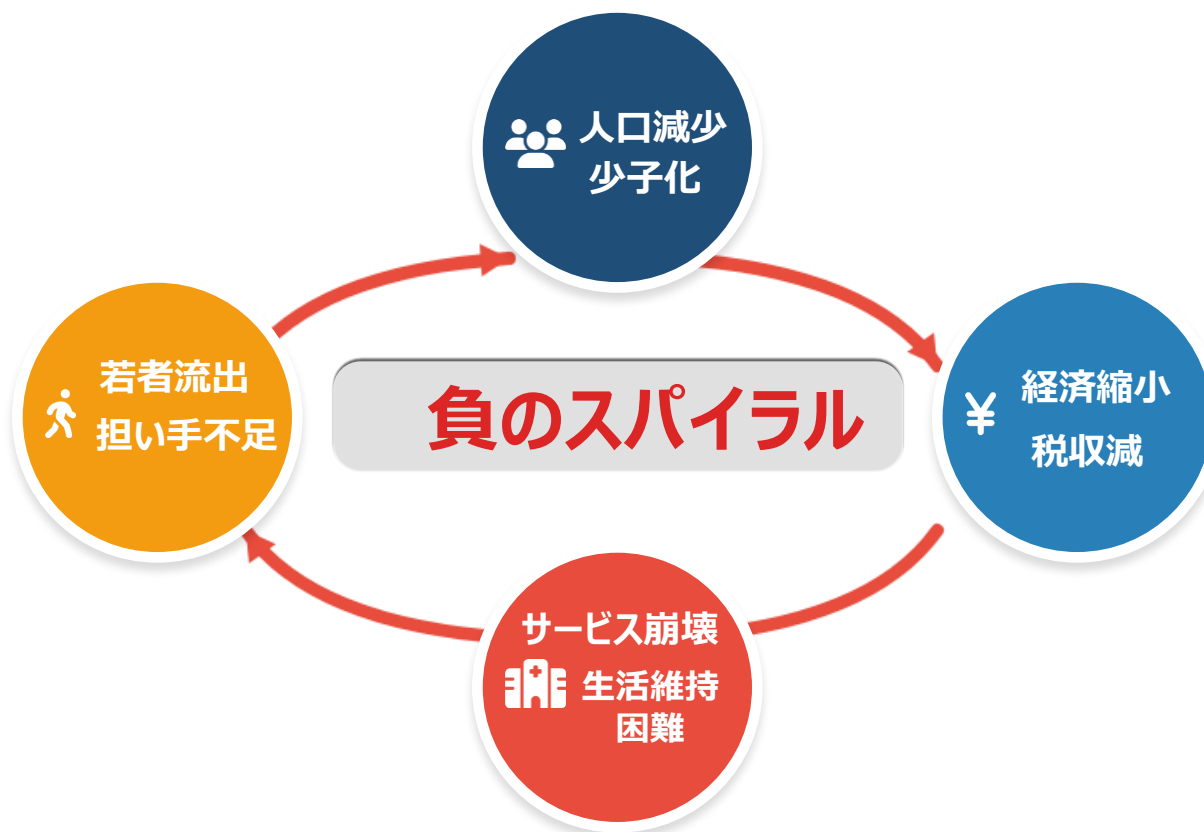 人口減少
少子化
若者流出
担い手不足
負のスパイラル
¥
経済縮小
税収減
サービス崩壊
生活維持
困難